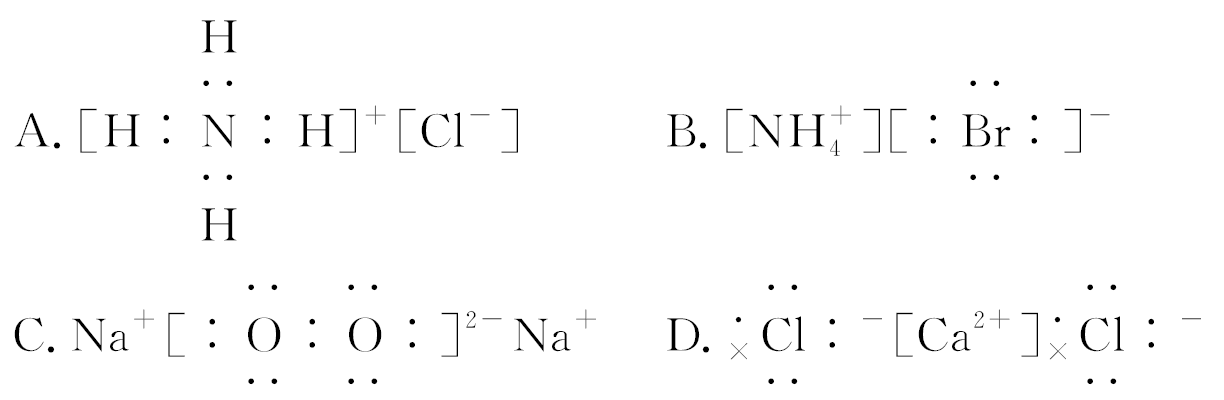 H
A. [H : N : H]⁺[Cl⁻] B. [NH₄⁺][ : Br : ]⁻
H
C. Na⁺[ : O : O : ]²⁻Na⁺ D. ·×Cl : ⁻[Ca²⁺]·×Cl : ⁻